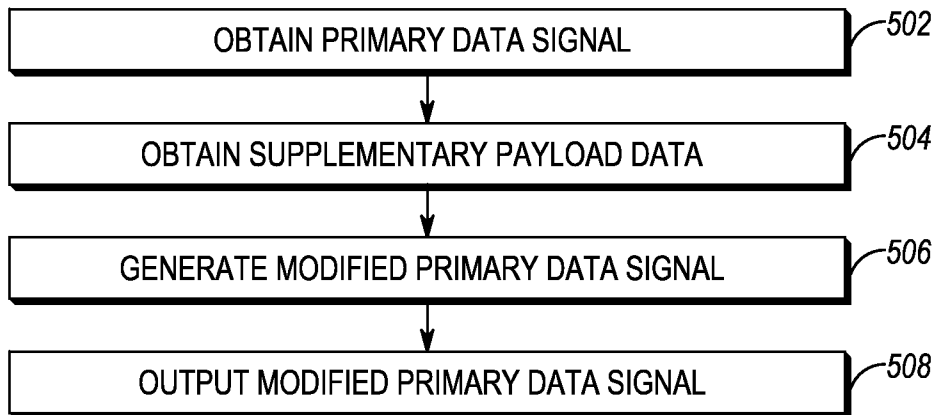 OBTAIN PRIMARY DATA SIGNAL 502
OBTAIN SUPPLEMENTARY PAYLOAD DATA 504
GENERATE MODIFIED PRIMARY DATA SIGNAL 506
OUTPUT MODIFIED PRIMARY DATA SIGNAL 508